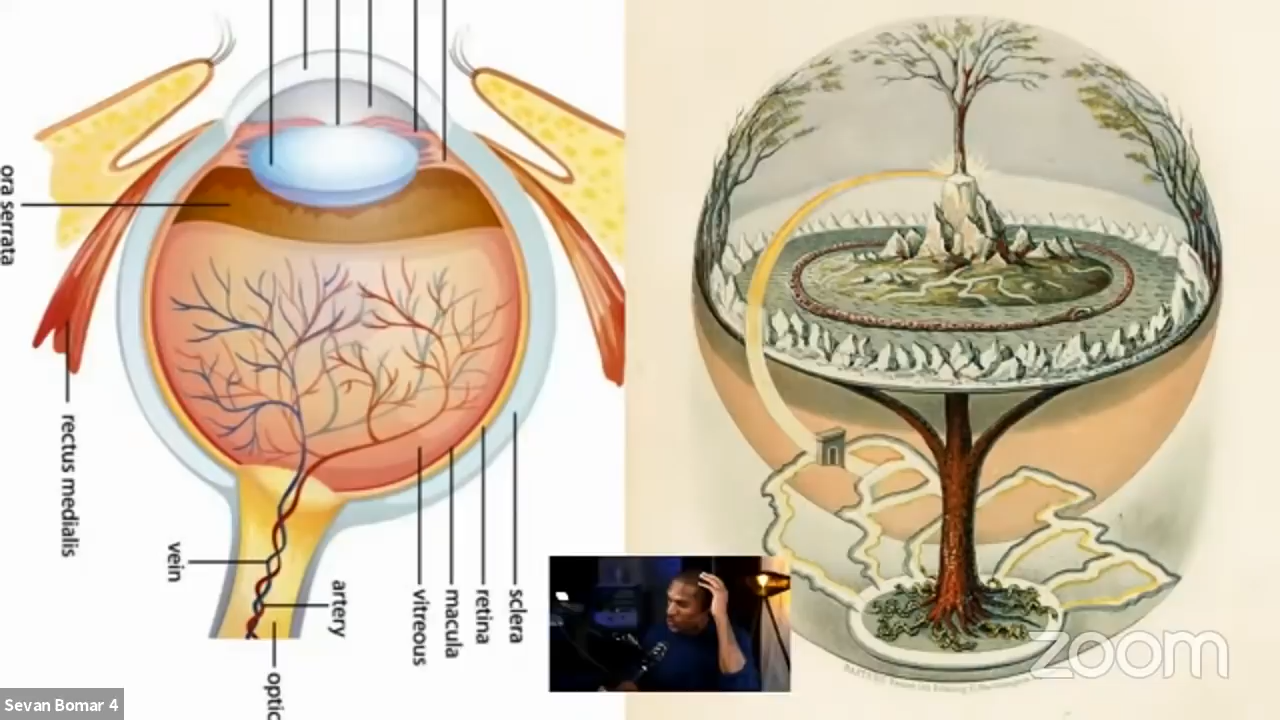 ora serrata
rectus medialis
vein
artery
optic
vitreous
macula
retina
sclera
zoom
Sevan Bomar 4